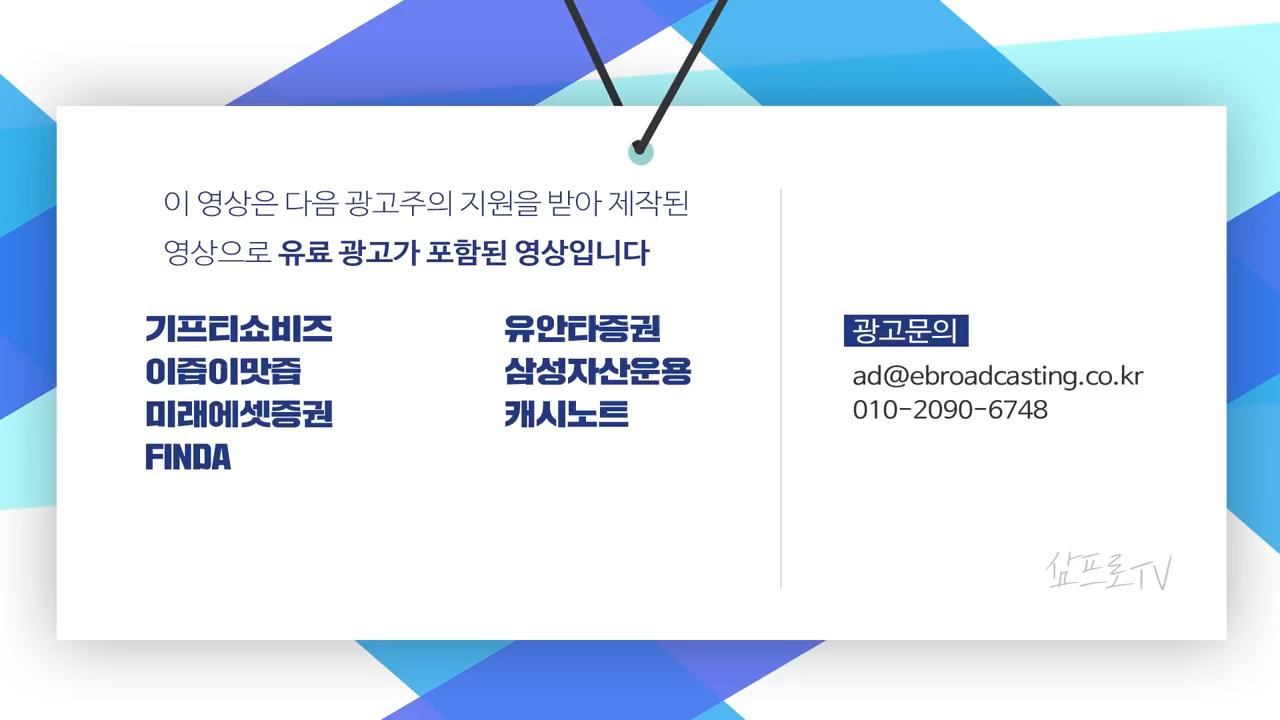 이 영상은 다음 광고주의 지원을 받아 제작된
영상으로 유료 광고가 포함된 영상입니다
기프티쇼비즈
이즙이맛즙
미래에셋증권
FINDA
유안타증권
삼성자산운용
캐시노트
광고문의
ad@ebroadcasting.co.kr
010-2090-6748
삼프로TV